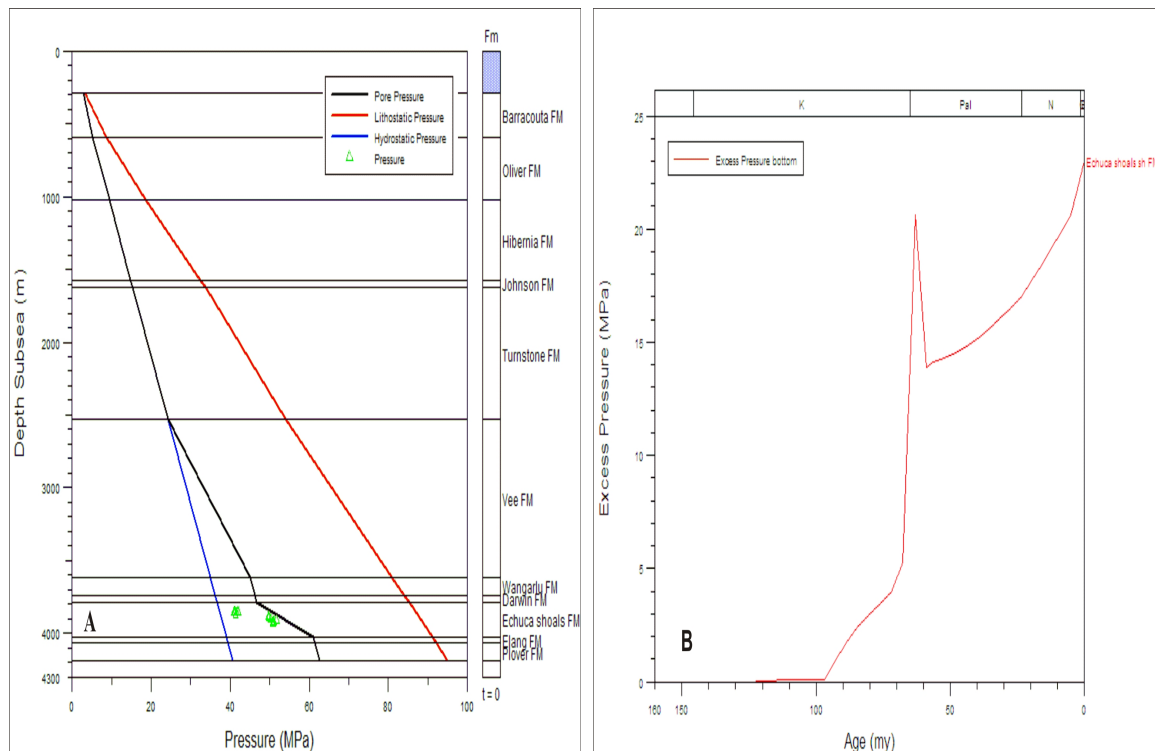 Fm
0
1000
2000
3000
4000
4300
Depth Subsea (m)
Pore Pressure
Lithostatic Pressure
Hydrostatic Pressure
Pressure
Barracouta FM
Oliver FM
Hibernia FM
Johnson FM
Turnstone FM
Vee FM
Wangarlu FM
Darwin FM
Echuca shoals FM
Elang FM
Plover FM
A
t = 0
0 20 40 60 80 100
Pressure (MPa)
K Pal N
25
20
15
10
5
0
Excess Pressure (MPa)
Excess Pressure bottom
Echuca shoals sh FM
B
160 150 100 50 0
Age (my)